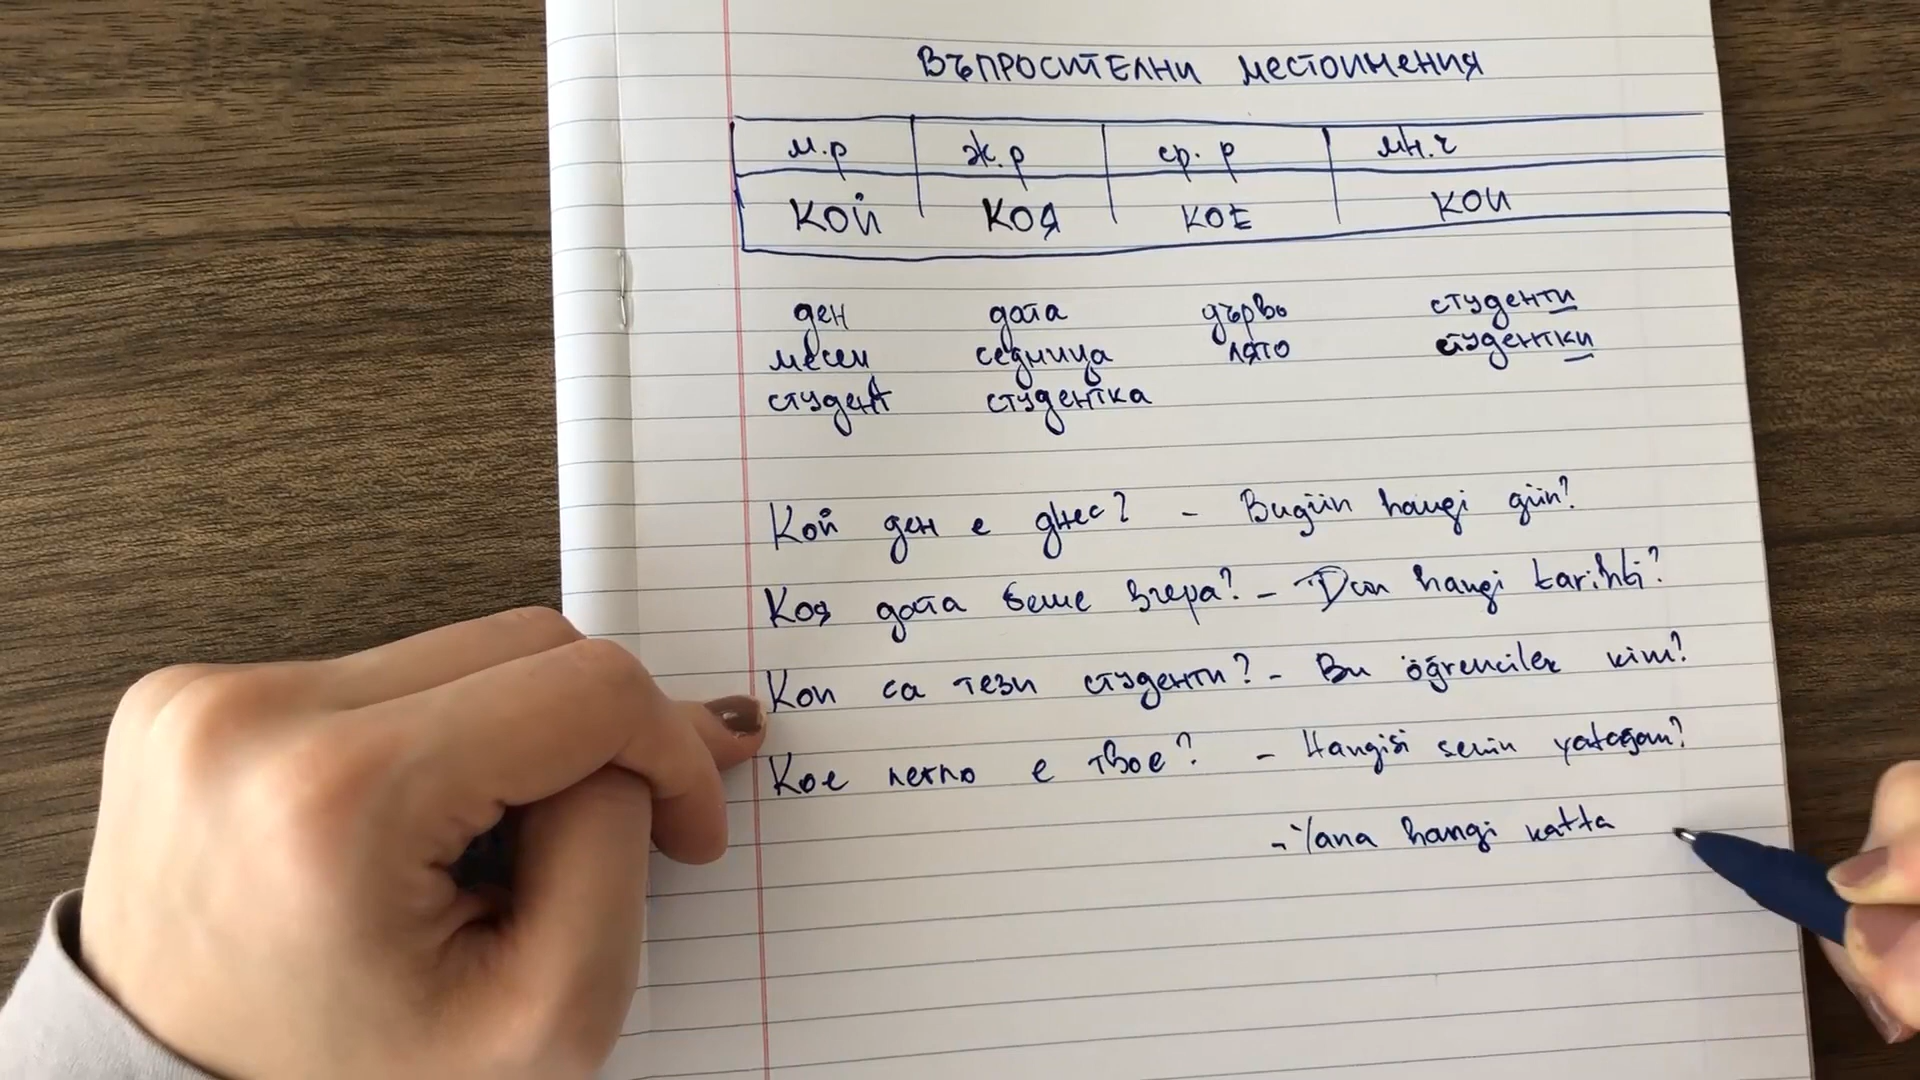 ВЪПРОСИТЕЛНИ МЕСТОИМЕНИЯ
м.р ж.р ср. р мн.ч
КОЙ КОЯ КОЕ КОИ
ден дата дърво студенти
месец седмица лято студентки
студент студентка
Кой ден е днес? - Bugün hangi gün?
Коя дата беше вчера? - Dün hangi tarihti?
Кои са тези студенти? - Bu öğrenciler kim?
Кое легло е твое? - Hangisi senin yatağın?
- Yana hangi katta